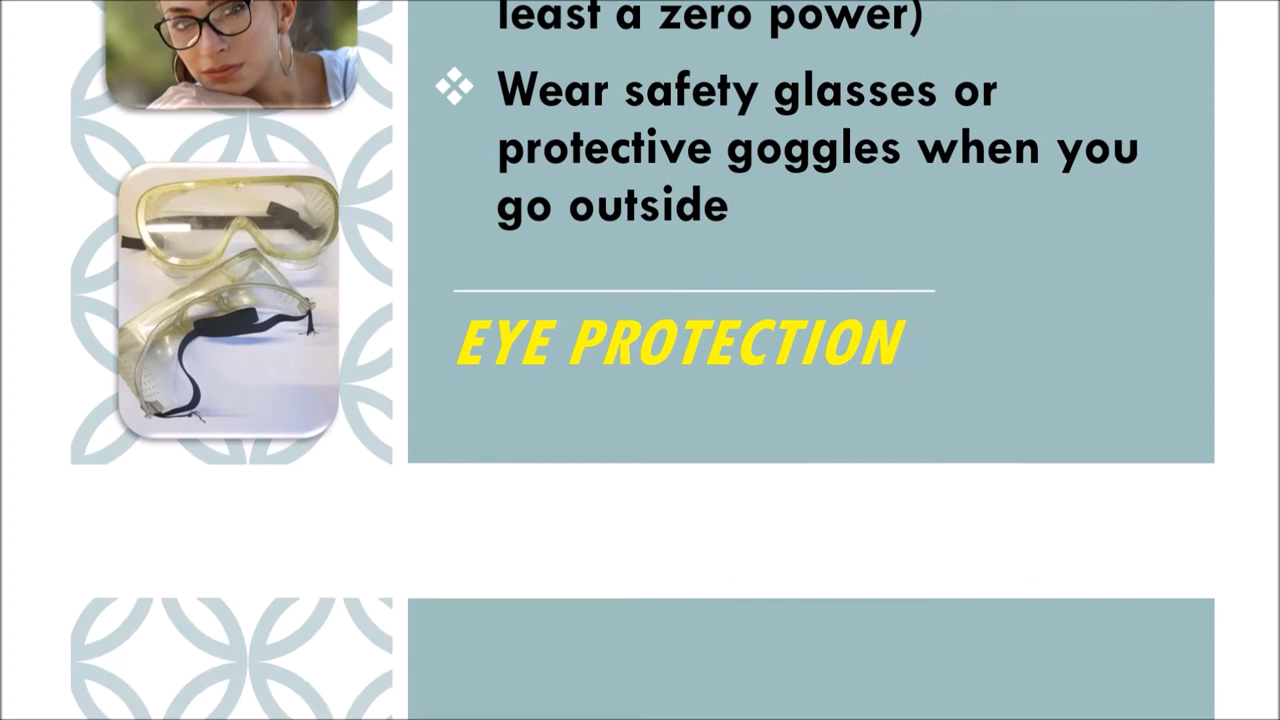 least a zero power)
Wear safety glasses or
protective goggles when you
go outside
EYE PROTECTION